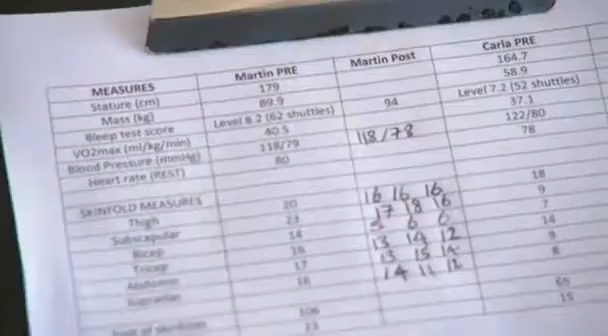 MEASURES Martin PRE Martin Post Carla PRE
Stature (cm) 179 164.7
Mass (kg) 89.9 94 58.9
Bleep test score Level 8.2 (62 shuttles) Level 7.2 (52 shuttles)
VO2max (ml/kg/min) 40.5 37.1
Blood Pressure (mmHg) 118/79 118/78 122/80
Heart rate (REST) 80 78
SKINFOLD MEASURES
Thigh 20 16 16 16 18
Subscapular 23 17 18 16 9
Bicep 14 5 6 6 7
Tricep 16 13 14 12 14
Abdomen 17 13 15 14 9
16 14 11 12 8
Sum of skinfolds 106 65
23 15